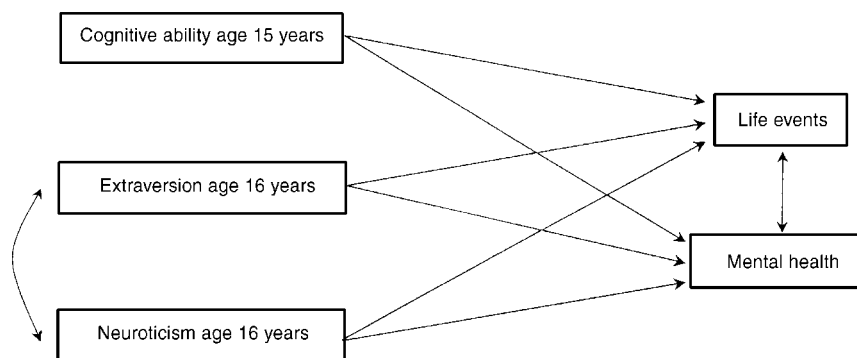 Cognitive ability age 15 years
Life events
Extraversion age 16 years
Mental health
Neuroticism age 16 years